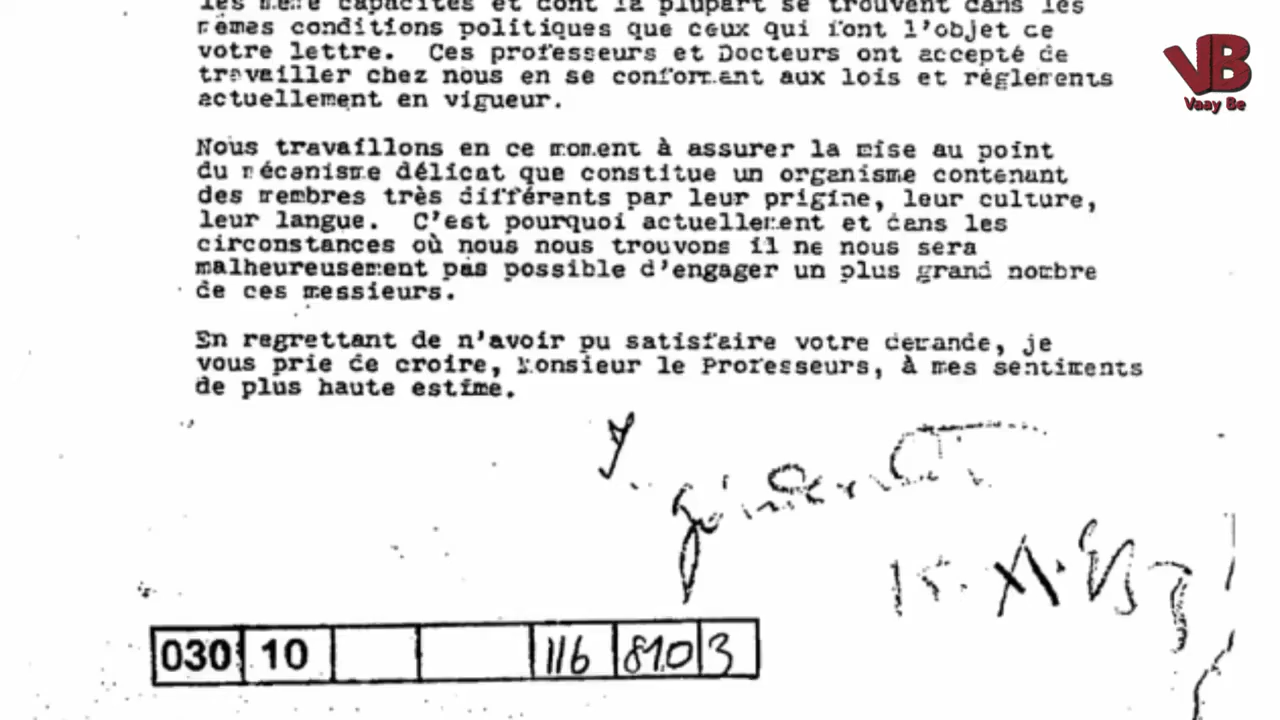 les mêmes capacités et dont la plupart se trouvent dans les
mêmes conditions politiques que ceux qui font l'objet de
votre lettre. Ces professeurs et Docteurs ont accepté de
travailler chez nous en se conformant aux lois et réglements
actuellement en vigueur.
Nous travaillons en ce moment à assurer la mise au point
du mécanisme délicat que constitue un organisme contenant
des membres très différents par leur prigine, leur culture,
leur langue. C'est pourquoi actuellement et dans les
circonstances où nous nous trouvons il ne nous sera
malheureusement pas possible d'engager un plus grand nombre
de ces messieurs.
En regrettant de n'avoir pu satisfaire votre demande, je
vous prie de croire, Monsieur le Professeurs, à mes sentiments
de plus haute estime.
030 10 116 810 3
VB
Vaay Be